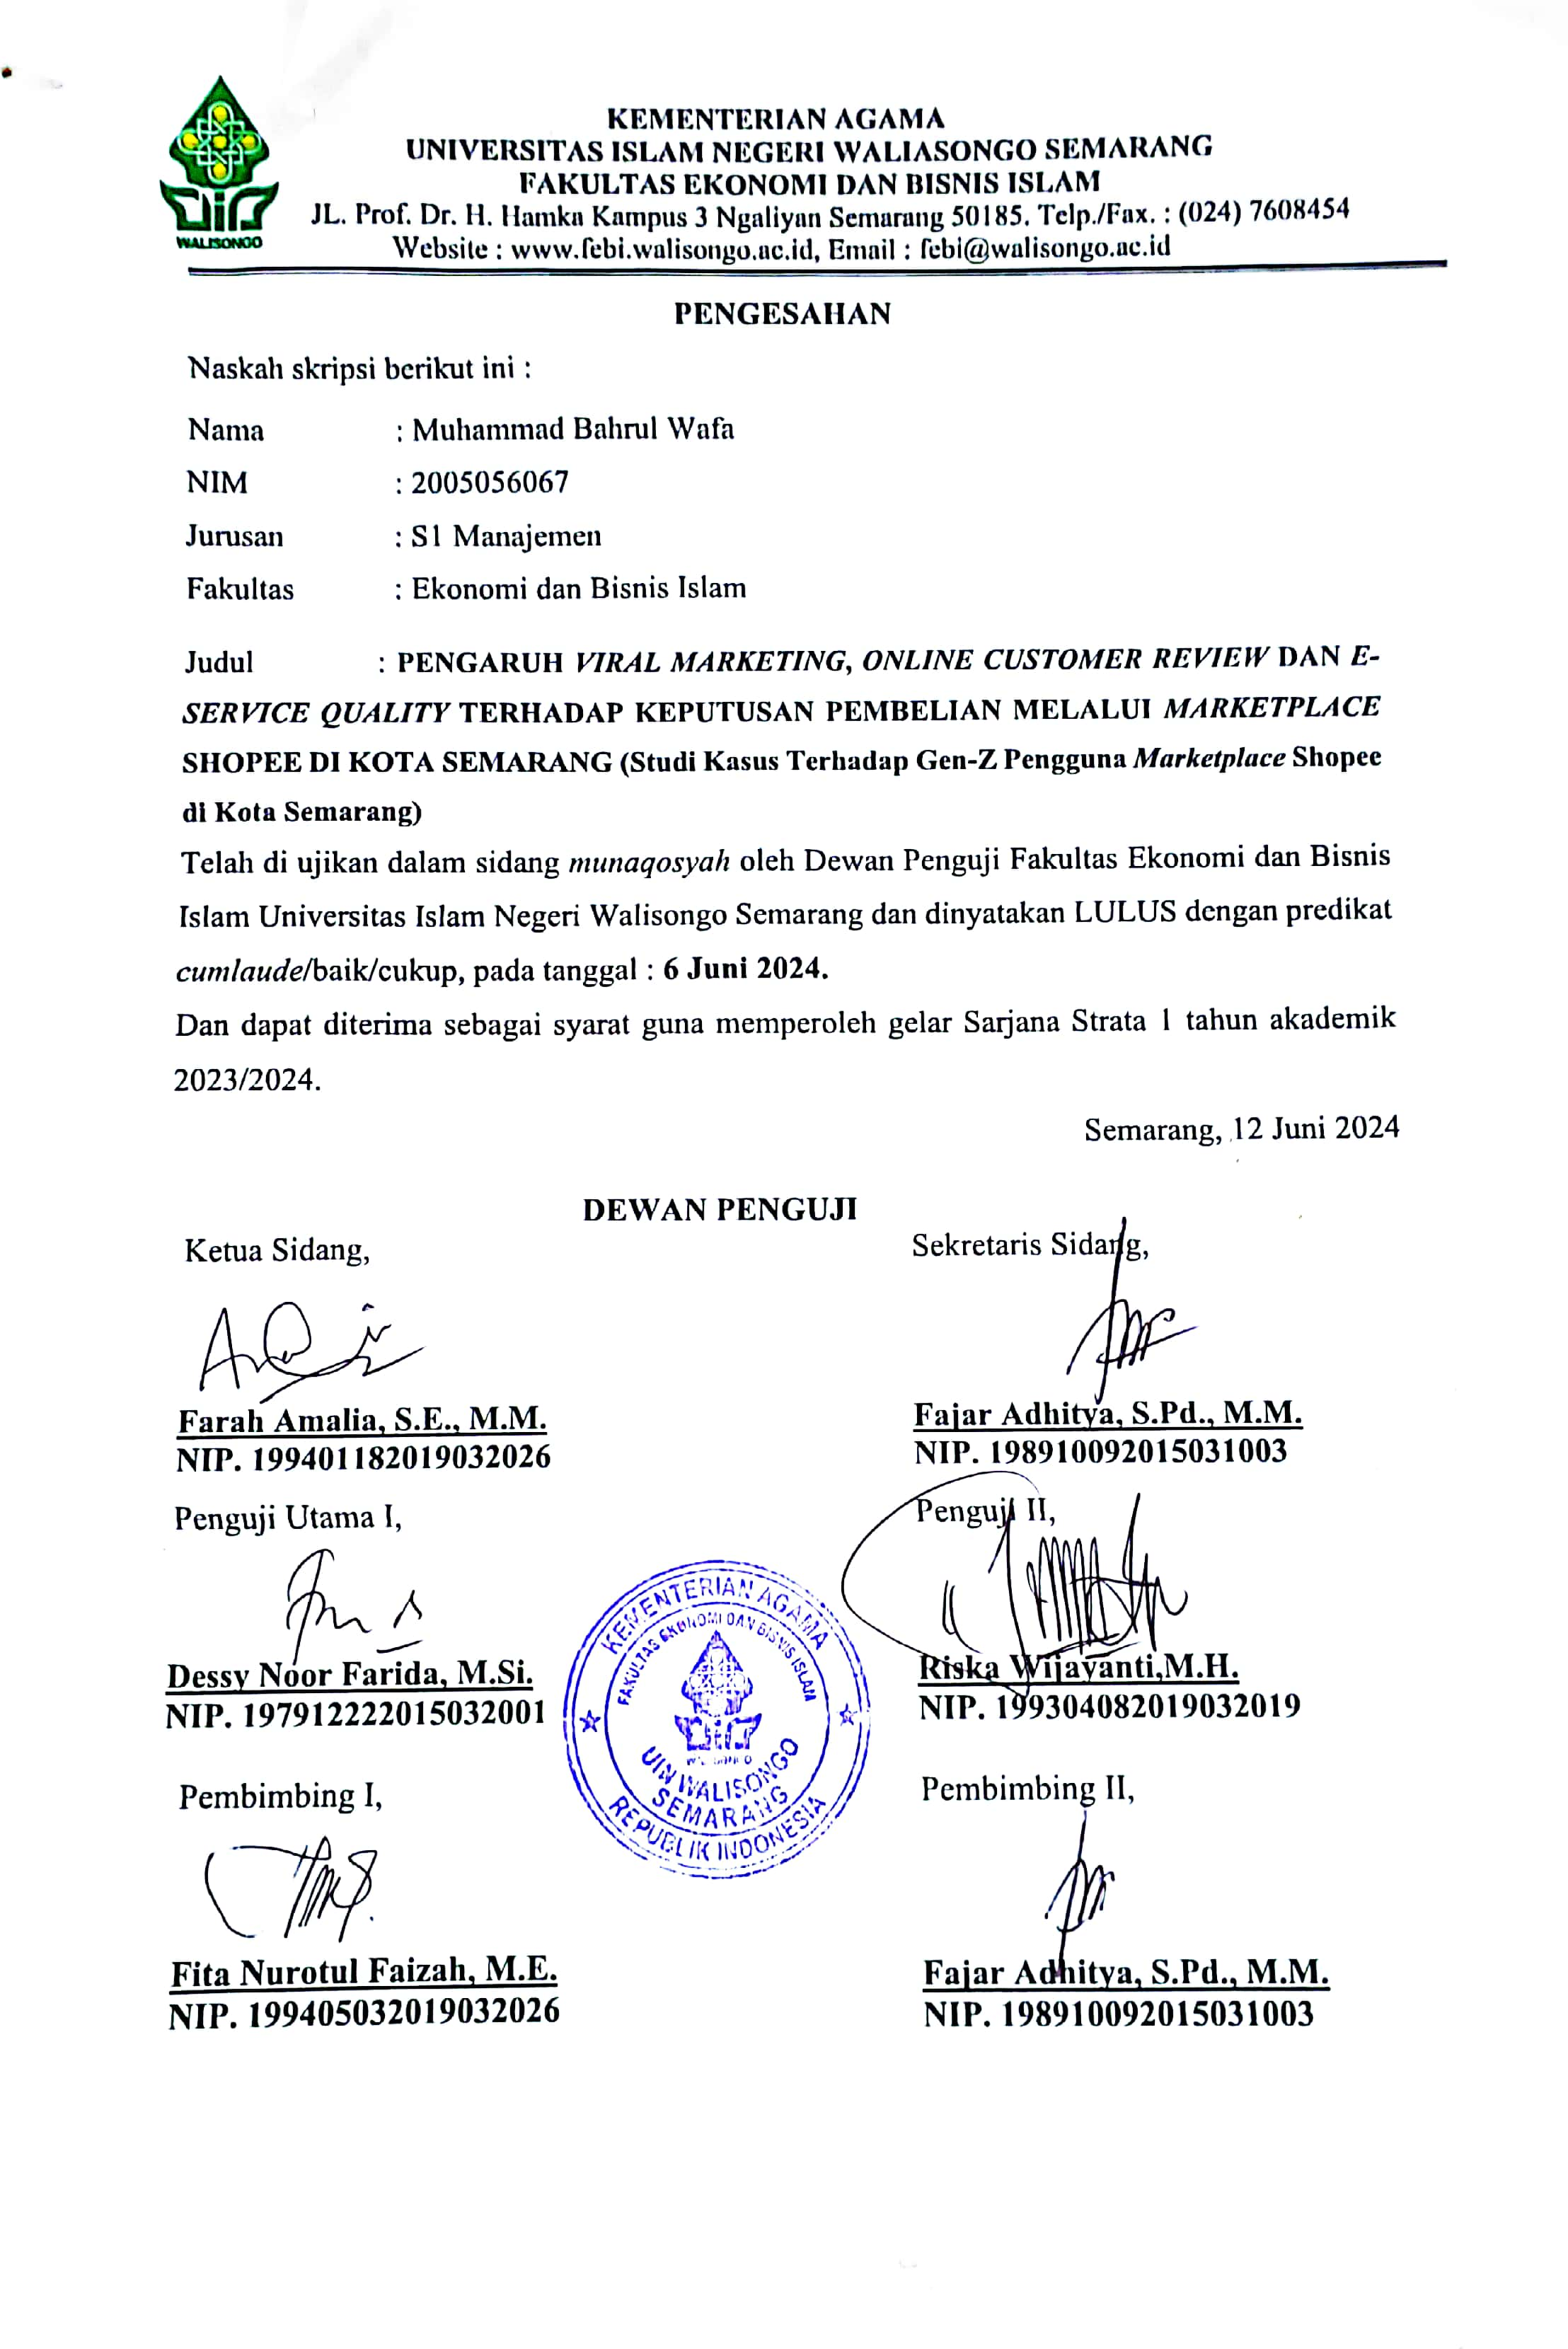 KEMENTERIAN AGAMA
UNIVERSITAS ISLAM NEGERI WALIASONGO SEMARANG
FAKULTAS EKONOMI DAN BISNIS ISLAM
JL. Prof. Dr. H. Hamka Kampus 3 Ngaliyan Semarang 50185. Telp./Fax. : (024) 7608454
Website : www.febi.walisongo.ac.id, Email : febi@walisongo.ac.id
WALISONGO
PENGESAHAN
Naskah skripsi berikut ini :
Nama : Muhammad Bahrul Wafa
NIM : 2005056067
Jurusan : S1 Manajemen
Fakultas : Ekonomi dan Bisnis Islam
Judul : PENGARUH VIRAL MARKETING, ONLINE CUSTOMER REVIEW DAN E-
SERVICE QUALITY TERHADAP KEPUTUSAN PEMBELIAN MELALUI MARKETPLACE
SHOPEE DI KOTA SEMARANG (Studi Kasus Terhadap Gen-Z Pengguna Marketplace Shopee
di Kota Semarang)
Telah di ujikan dalam sidang munaqosyah oleh Dewan Penguji Fakultas Ekonomi dan Bisnis
Islam Universitas Islam Negeri Walisongo Semarang dan dinyatakan LULUS dengan predikat
cumlaude/baik/cukup, pada tanggal : 6 Juni 2024.
Dan dapat diterima sebagai syarat guna memperoleh gelar Sarjana Strata 1 tahun akademik
2023/2024.
Semarang, 12 Juni 2024
DEWAN PENGUJI
Ketua Sidang, Sekretaris Sidang,
Farah Amalia, S.E., M.M. Fajar Adhitya, S.Pd., M.M.
NIP. 199401182019032026 NIP. 198910092015031003
Penguji Utama I, Penguji II,
Dessy Noor Farida, M.Si. Riska Wijayanti,M.H.
NIP. 197912222015032001 NIP. 199304082019032019
KEMENTERIAN AGAMA
FAKULTAS EKONOMI DAN BISNIS ISLAM
UIN WALISONGO
SEMARANG
REPUBLIK INDONESIA
Pembimbing I, Pembimbing II,
Fita Nurotul Faizah, M.E. Fajar Adhitya, S.Pd., M.M.
NIP. 199405032019032026 NIP. 198910092015031003